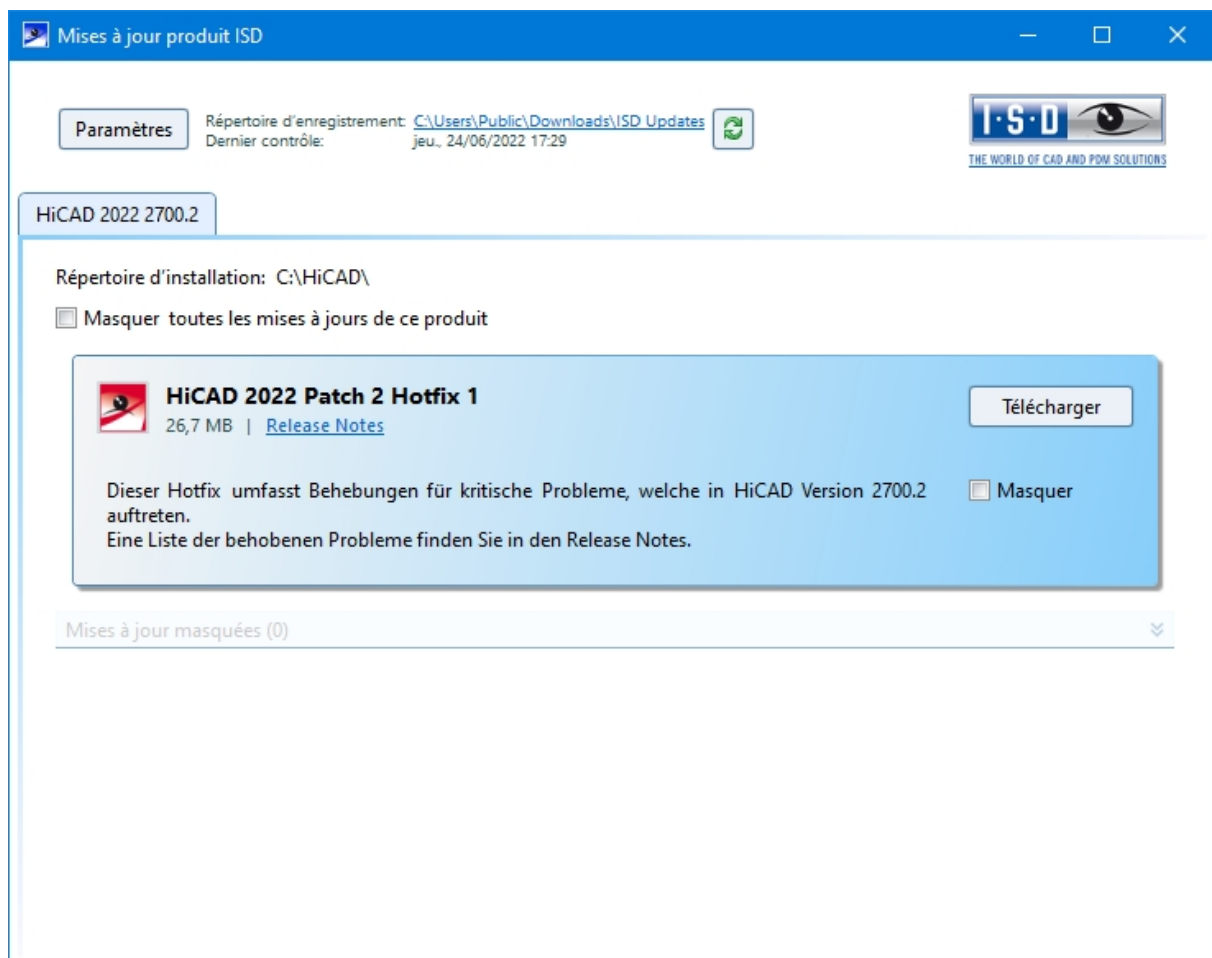 Mises à jour produit ISD
Paramètres
Répertoire d'enregistrement: C:\Users\Public\Downloads\ISD Updates
Dernier contrôle: jeu., 24/06/2022 17:29
I·S·D
THE WORLD OF CAD AND PDM SOLUTIONS
HiCAD 2022 2700.2
Répertoire d'installation: C:\HiCAD\
Masquer toutes les mises à jours de ce produit
HiCAD 2022 Patch 2 Hotfix 1
Télécharger
26,7 MB | Release Notes
Dieser Hotfix umfasst Behebungen für kritische Probleme, welche in HiCAD Version 2700.2
auftreten.
Eine Liste der behobenen Probleme finden Sie in den Release Notes.
Masquer
Mises à jour masquées (0)